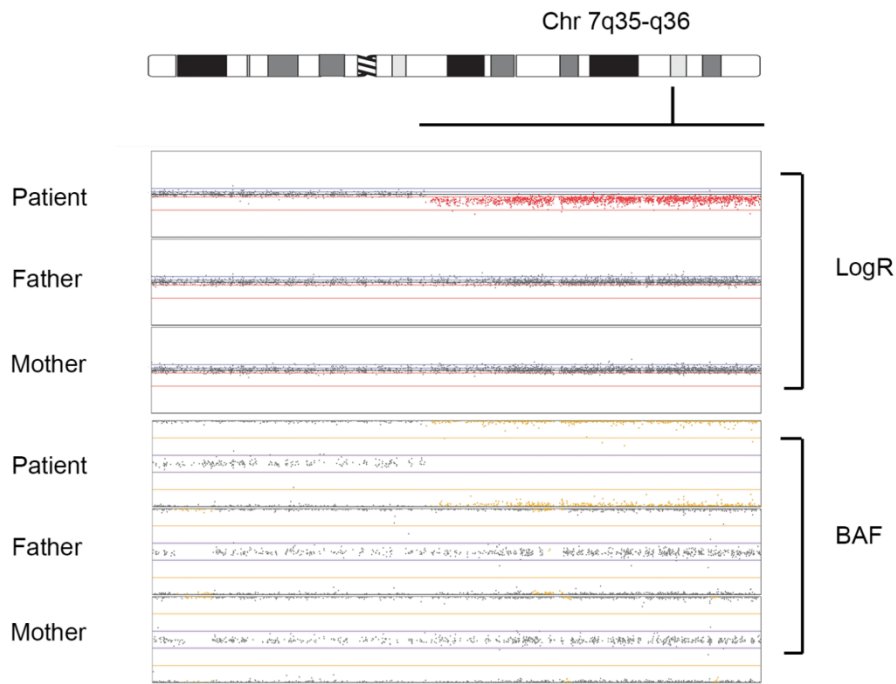 Chr 7q35-q36
Patient
Father
Mother
LogR
Patient
Father
Mother
BAF